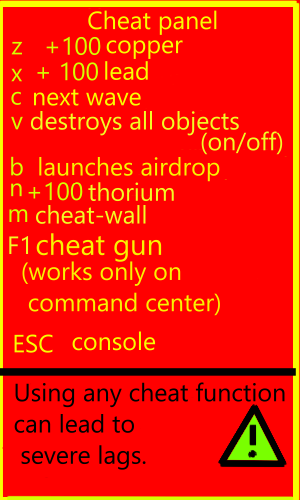 Cheat panel
z +100 copper
x + 100 lead
c next wave
v destroys all objects
(on/off)
b launches airdrop
n +100 thorium
m cheat-wall
F1 cheat gun
(works only on
command center)
ESC console
Using any cheat function
can lead to
severe lags.
!